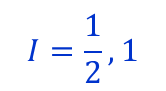 I = 1/2 , 1